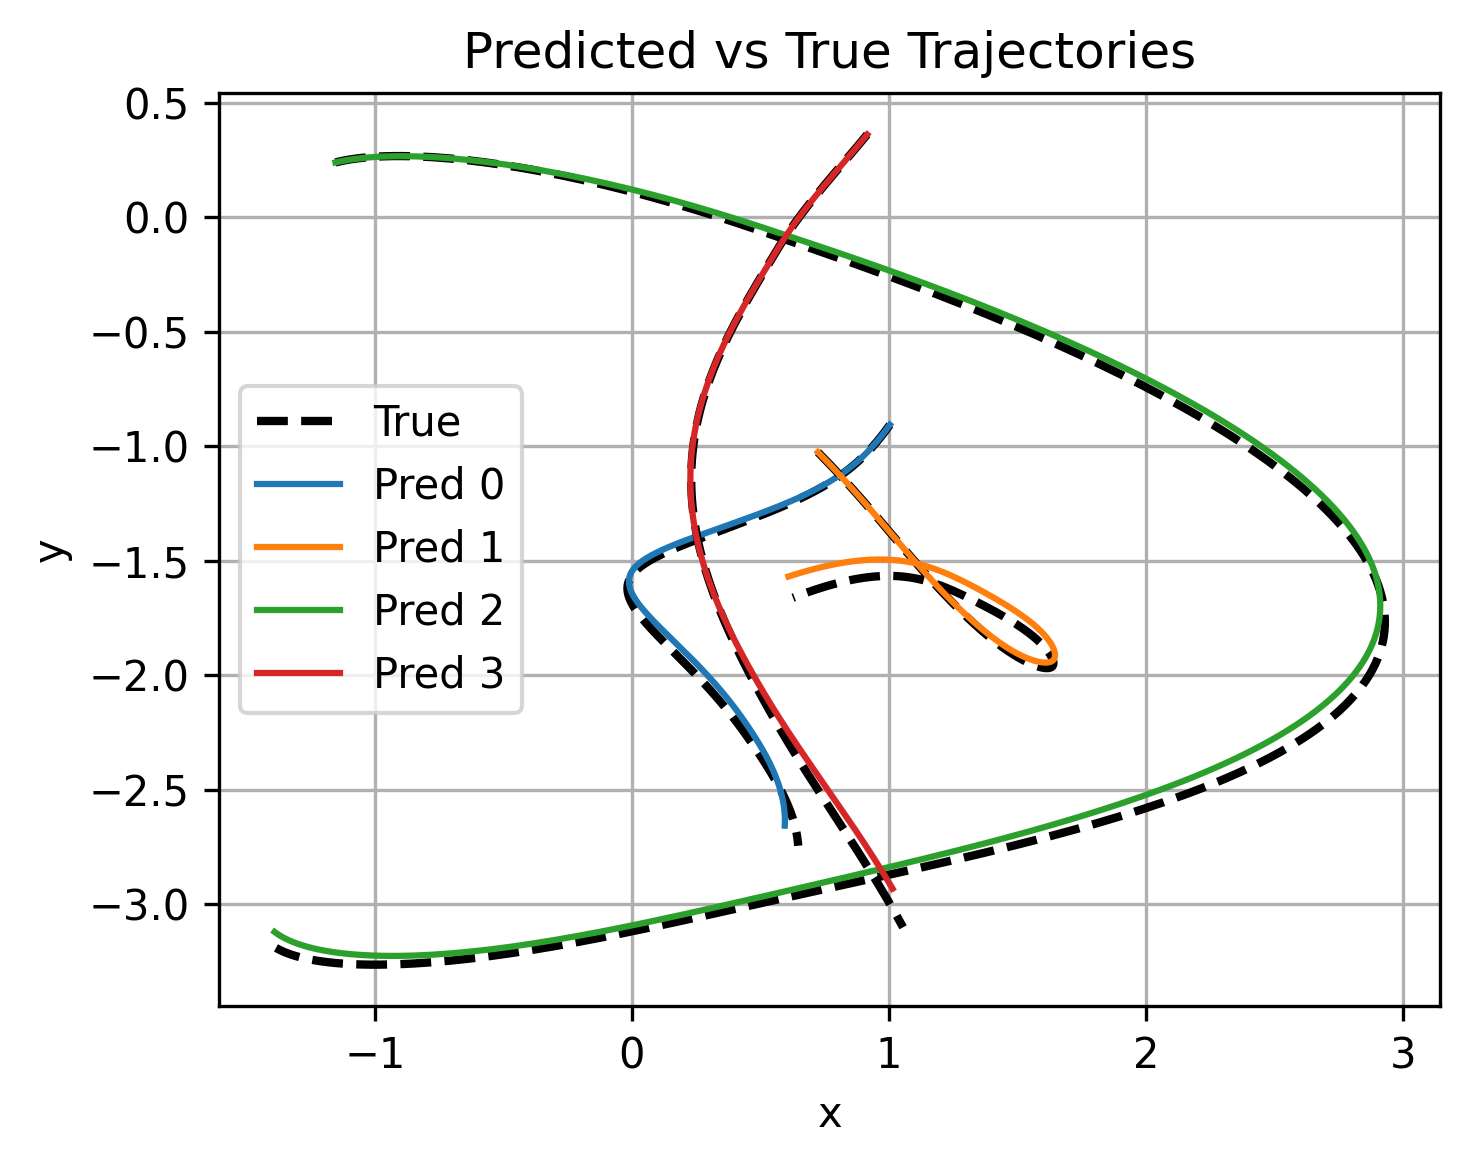 Predicted vs True Trajectories
0.5
0.0
−0.5
−1.0
−1.5
−2.0
−2.5
−3.0
y
True
Pred 0
Pred 1
Pred 2
Pred 3
−1 0 1 2 3
x